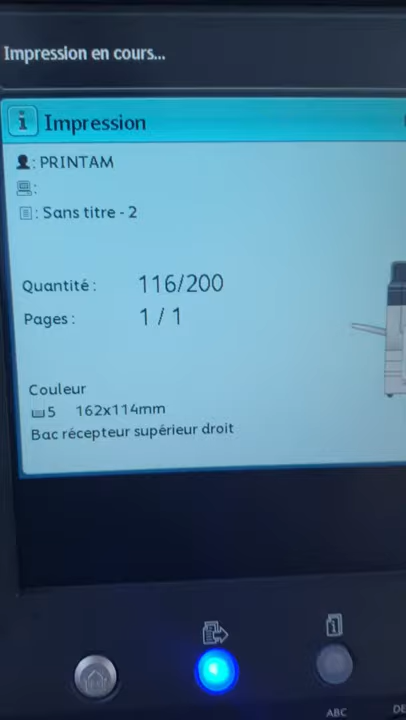 Impression en cours...
i Impression
: PRINTAM
:
: Sans titre - 2
Quantité : 116/200
Pages : 1 / 1
Couleur
5 162x114mm
Bac récepteur supérieur droit
ABC